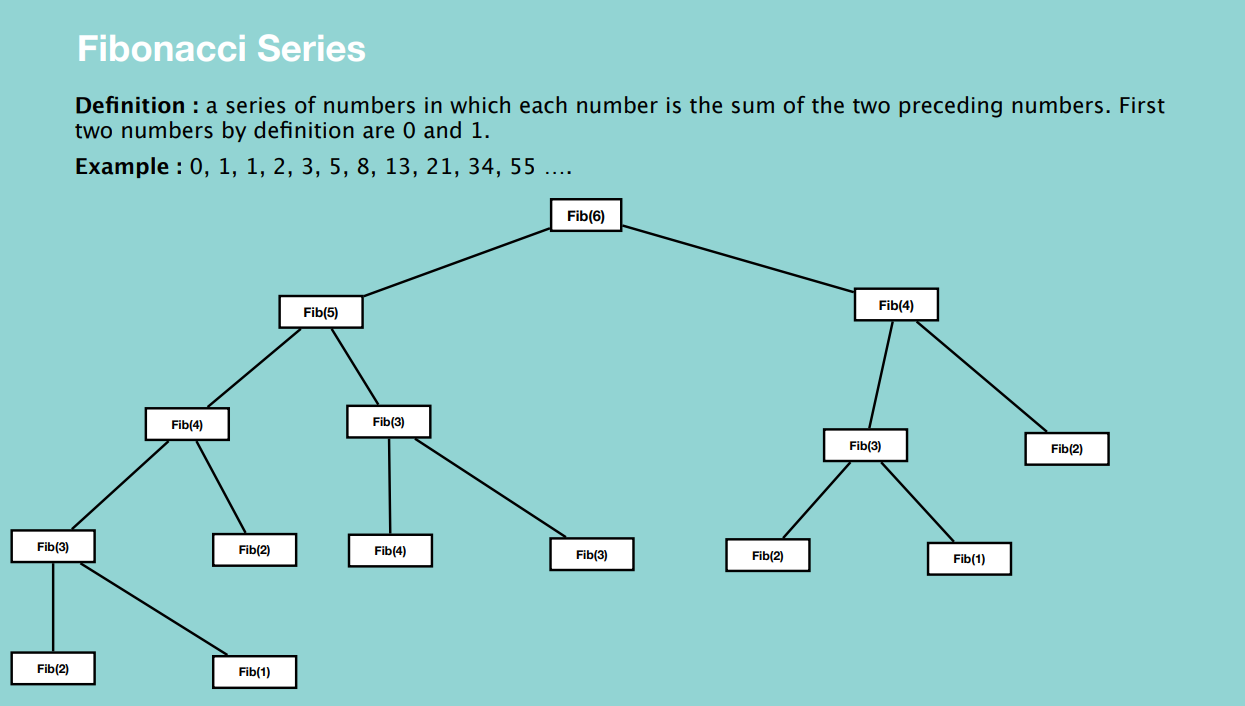 Fibonacci Series
Definition : a series of numbers in which each number is the sum of the two preceding numbers. First
two numbers by definition are 0 and 1.
Example : 0, 1, 1, 2, 3, 5, 8, 13, 21, 34, 55 ....
Fib(6)
Fib(5)
Fib(4)
Fib(4)
Fib(3)
Fib(3)
Fib(2)
Fib(3)
Fib(2)
Fib(4)
Fib(3)
Fib(2)
Fib(1)
Fib(2)
Fib(1)